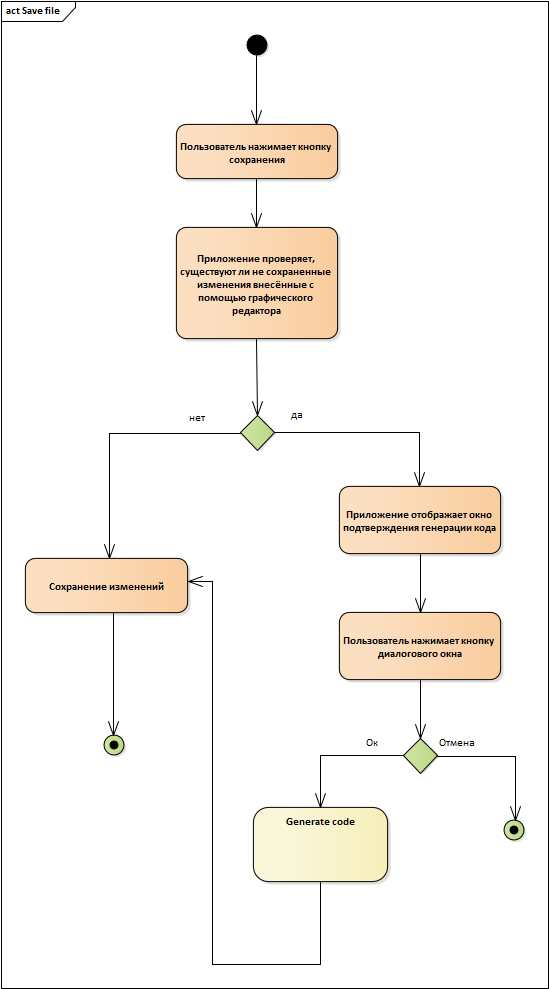 act Save file
Пользователь нажимает кнопку
сохранения
Приложение проверяет,
существуют ли не сохраненные
изменения внесённые с
помощью графического
редактора
нет
да
Приложение отображает окно
подтверждения генерации кода
Сохранение изменений
Пользователь нажимает кнопку
диалогового окна
Ок
Отмена
Generate code